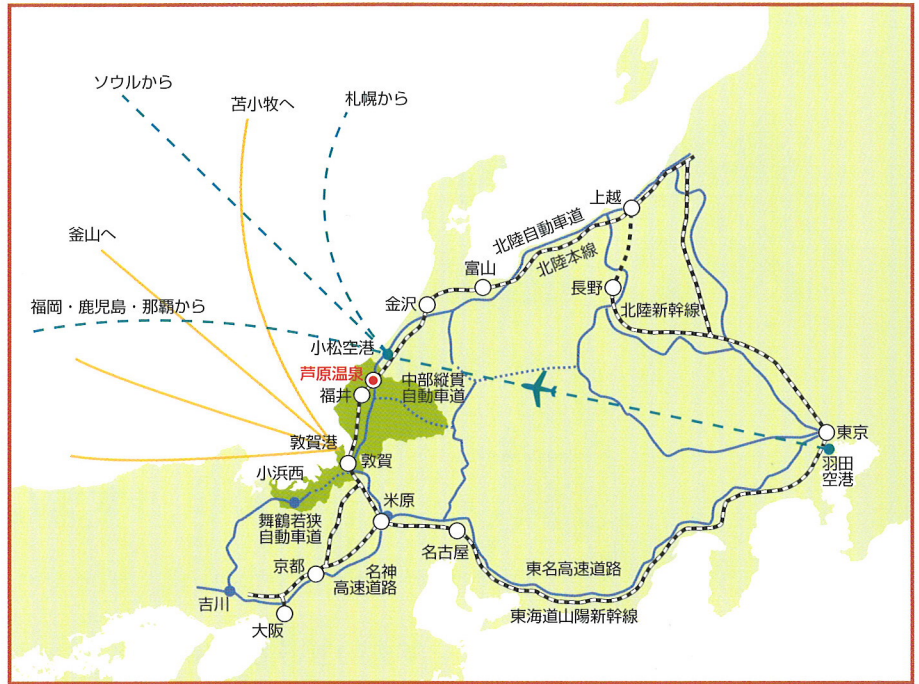 ソウルから
苫小牧へ
札幌から
釜山へ
福岡・鹿児島・那覇から
上越
北陸自動車道
北陸本線
富山
長野
金沢
北陸新幹線
小松空港
芦原温泉
中部縦貫
自動車道
福井
敦賀港
敦賀
東京
羽田
空港
小浜西
米原
舞鶴若狭
自動車道
名古屋
京都
名神
高速道路
東名高速道路
吉川
大阪
東海道山陽新幹線